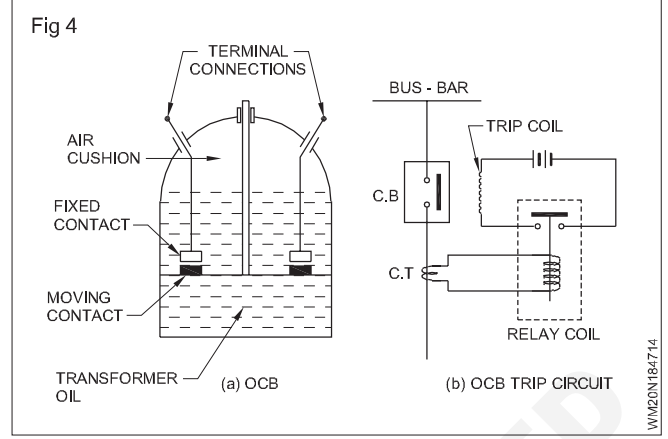 Fig 4
TERMINAL
CONNECTIONS
AIR
CUSHION
FIXED
CONTACT
MOVING
CONTACT
TRANSFORMER
OIL
(a) OCB
BUS - BAR
TRIP COIL
C.B
C.T
RELAY COIL
(b) OCB TRIP CIRCUIT
WM20N184714